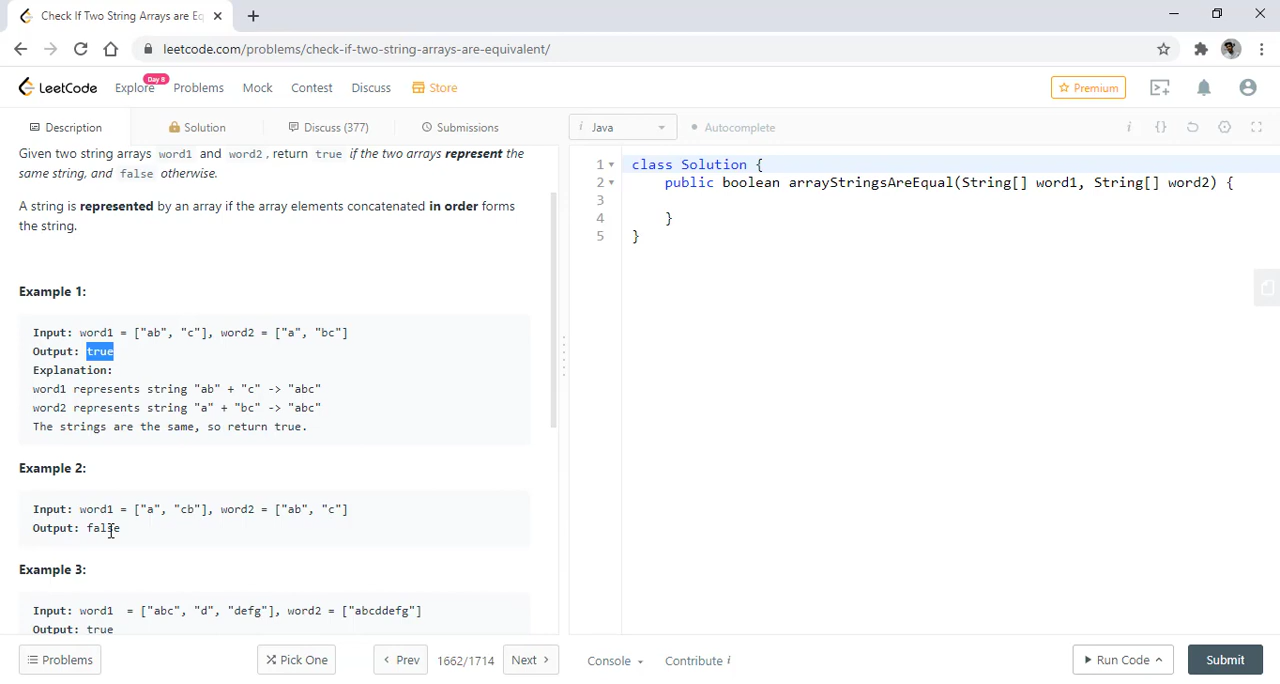 Check If Two String Arrays are Eq
leetcode.com/problems/check-if-two-string-arrays-are-equivalent/
LeetCode
Explore
Day 8
Problems
Mock
Contest
Discuss
Store
Premium
Description
Solution
Discuss (377)
Submissions
i Java
Autocomplete
i
{}
Given two string arrays word1 and word2, return true if the two arrays represent the
same string, and false otherwise.
A string is represented by an array if the array elements concatenated in order forms
the string.
Example 1:
Input: word1 = ["ab", "c"], word2 = ["a", "bc"]
Output: true
Explanation:
word1 represents string "ab" + "c" -> "abc"
word2 represents string "a" + "bc" -> "abc"
The strings are the same, so return true.
Example 2:
Input: word1 = ["a", "cb"], word2 = ["ab", "c"]
Output: false
Example 3:
Input: word1  = ["abc", "d", "defg"], word2 = ["abcddefg"]
Output: true
1 class Solution {
2     public boolean arrayStringsAreEqual(String[] word1, String[] word2) {
3
4     }
5 }
Problems
Pick One
Prev
1662/1714
Next
Console
Contribute i
Run Code
Submit